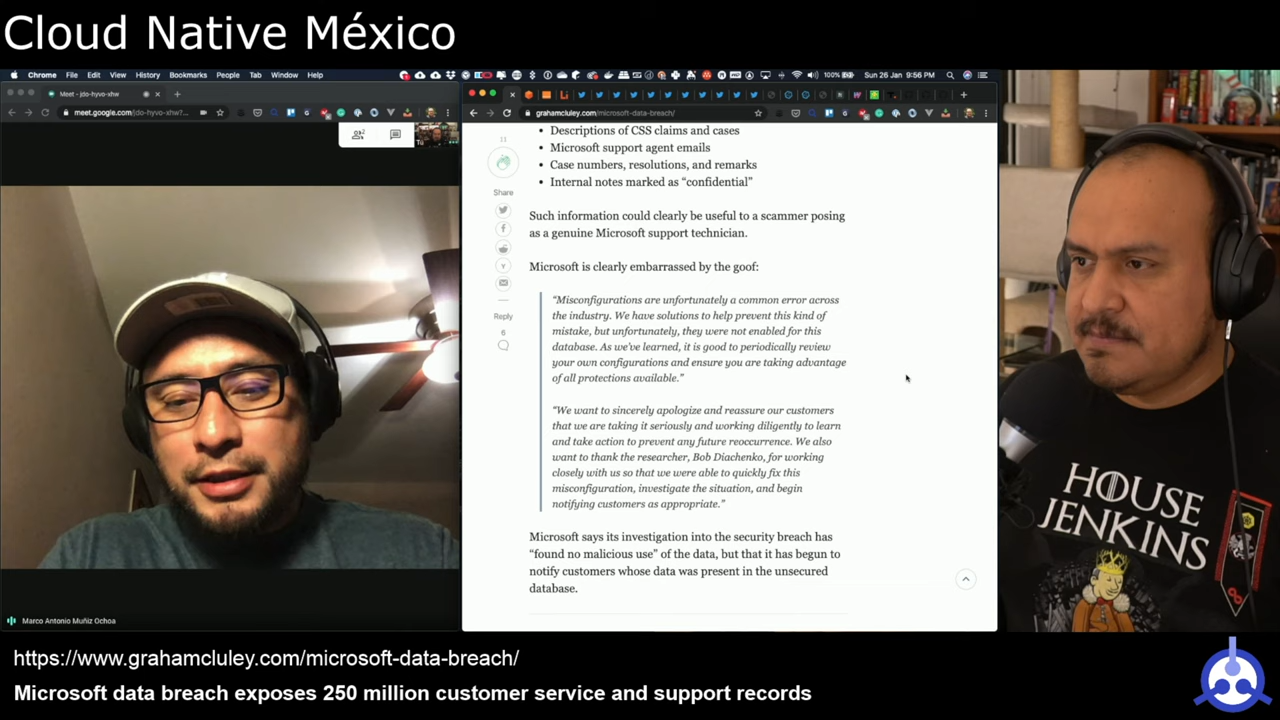 Cloud Native México
Chrome File Edit View History Bookmarks People Tab Window Help
100%
Sun 26 Jan 9:56 PM
Meet - jdo-hyvo-xhw
meet.google.com/jdo-hyvo-xhw?...
grahamcluley.com/microsoft-data-breach/
Tú
11
Share
Reply
6
• Descriptions of CSS claims and cases
• Microsoft support agent emails
• Case numbers, resolutions, and remarks
• Internal notes marked as “confidential”
Such information could clearly be useful to a scammer posing
as a genuine Microsoft support technician.
Microsoft is clearly embarrassed by the goof:
“Misconfigurations are unfortunately a common error across
the industry. We have solutions to help prevent this kind of
mistake, but unfortunately, they were not enabled for this
database. As we’ve learned, it is good to periodically review
your own configurations and ensure you are taking advantage
of all protections available.”
“We want to sincerely apologize and reassure our customers
that we are taking it seriously and working diligently to learn
and take action to prevent any future reoccurrence. We also
want to thank the researcher, Bob Diachenko, for working
closely with us so that we were able to quickly fix this
misconfiguration, investigate the situation, and begin
notifying customers as appropriate.”
Microsoft says its investigation into the security breach has
“found no malicious use” of the data, but that it has begun to
notify customers whose data was present in the unsecured
database.
HOUSE
JENKINS
Marco Antonio Muñiz Ochoa
https://www.grahamcluley.com/microsoft-data-breach/
Microsoft data breach exposes 250 million customer service and support records